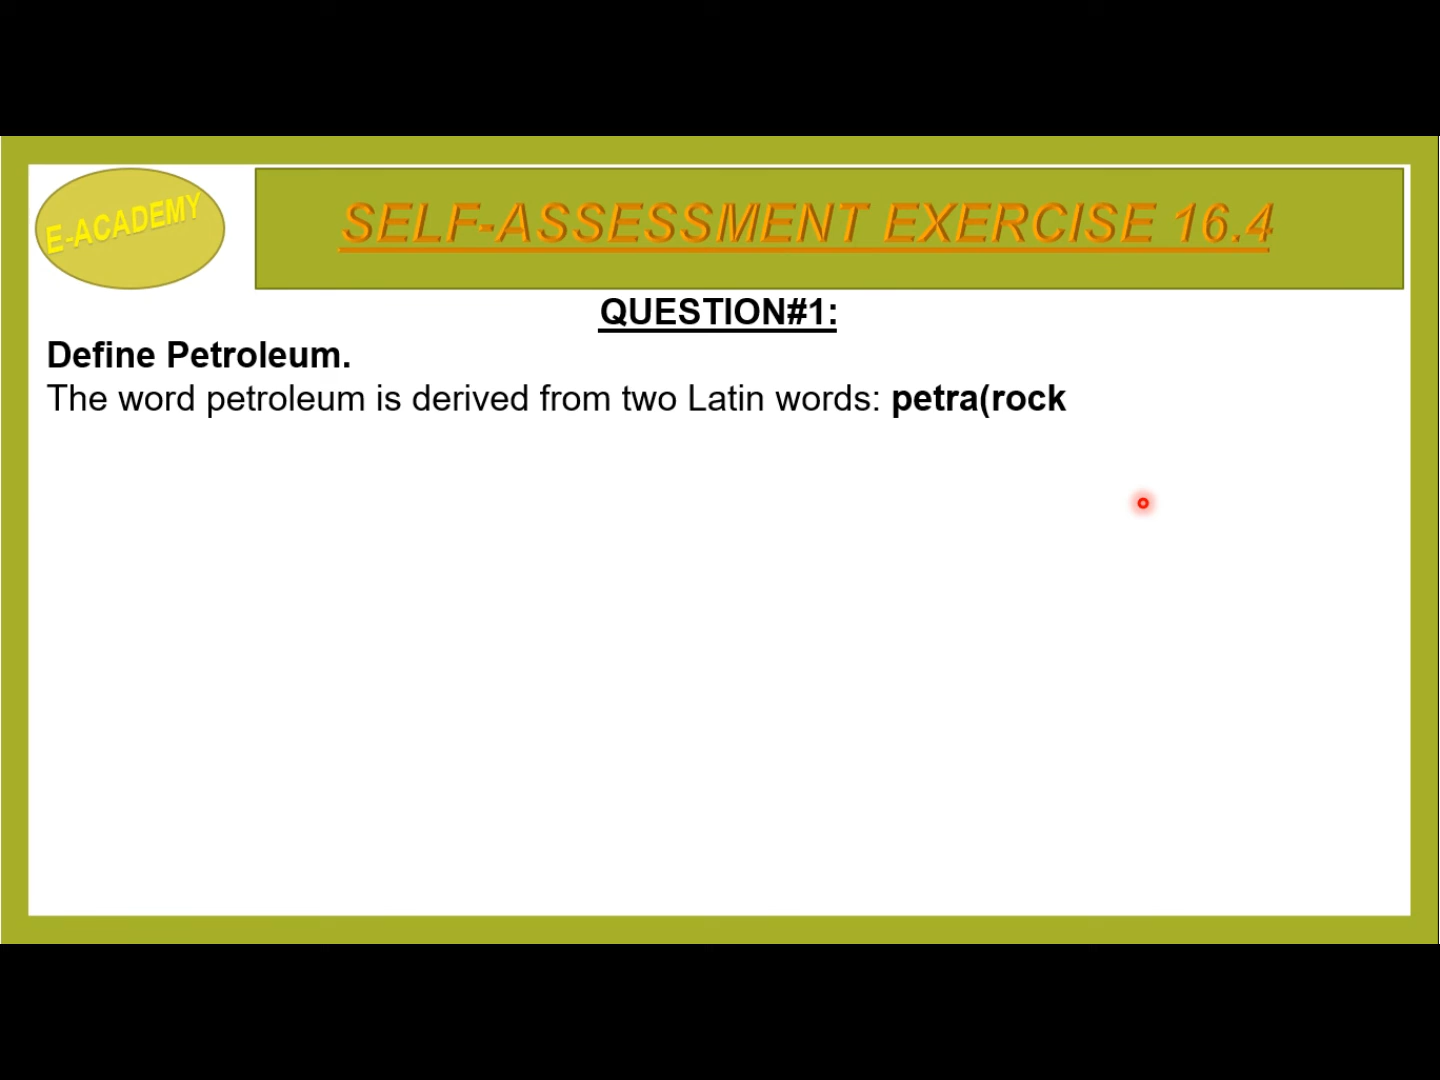 E-ACADEMY
SELF-ASSESSMENT EXERCISE 16.4
QUESTION#1:
Define Petroleum.
The word petroleum is derived from two Latin words: petra(rock